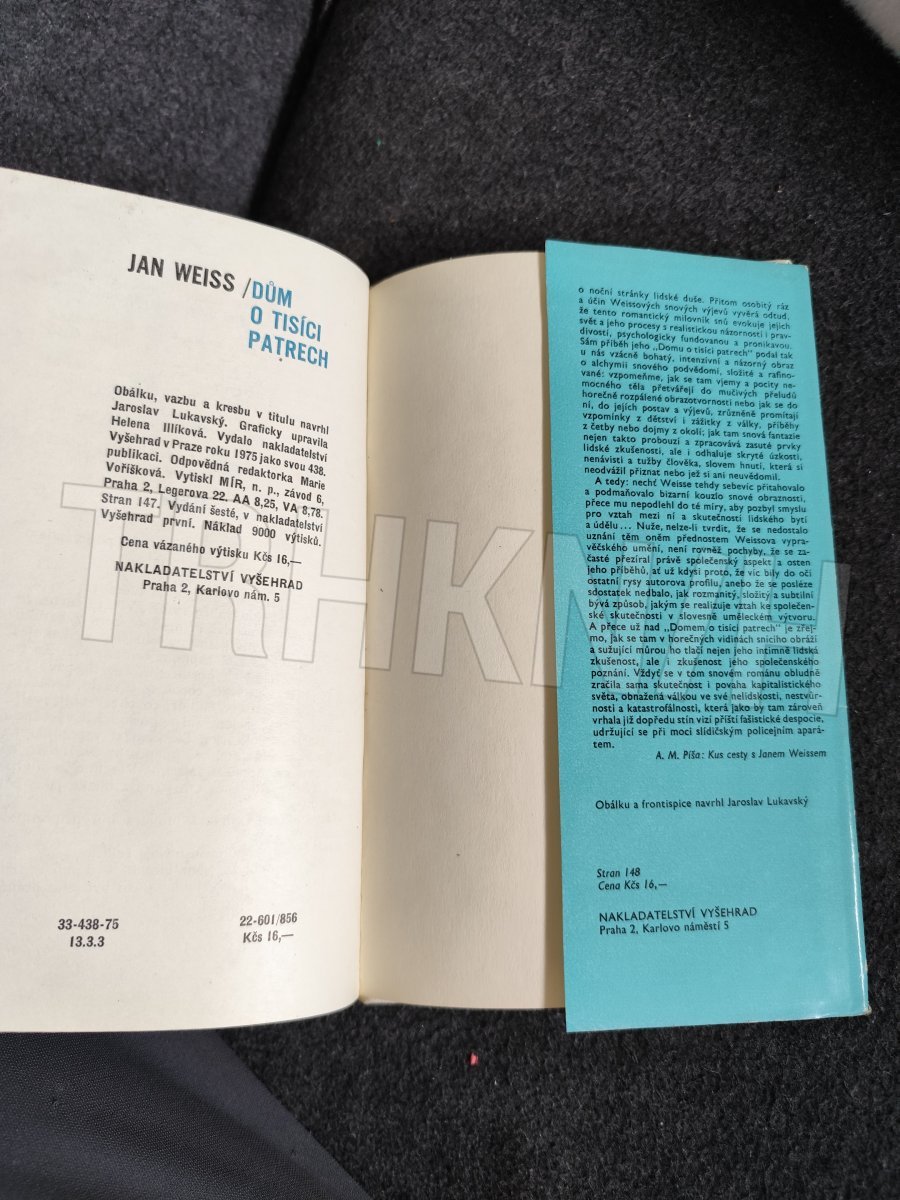 JAN WEISS / DŮM
O TISÍCI
PATRECH
Obálku, vazbu a kresbu v titulu navrhl
Jaroslav Lukavský. Graficky upravila
Helena Illíková. Vydalo nakladatelství
Vyšehrad v Praze roku 1975 jako svou 438.
publikaci. Odpovědná redaktorka Marie
Voříšková. Vytiskl MÍR, n. p., závod 6,
Praha 2, Legerova 22. AA 8,25, VA 8,78.
Stran 147. Vydání šesté, v nakladatelství
Vyšehrad první. Náklad 9000 výtisků.
Cena vázaného výtisku Kčs 16,—
NAKLADATELSTVÍ VYŠEHRAD
Praha 2, Karlovo nám. 5
33-438-75
13.3.3
22-601/856
Kčs 16,—
o noční stránky lidské duše. Přitom osobitý ráz
a účin Weissových snových výjevů vyvěrá odtud,
že tento romantický milovník snů evokuje jejich
svět a jeho procesy s realistickou názorností i prav-
divostí, psychologicky fundovanou a pronikavou.
Sám příběh jeho „Domu o tisíci patrech" podal tak
u nás vzácně bohatý, intenzivní a názorný obraz
o alchymii snového podvědomí, složité a rafino-
vané: vzpomeňme, jak se tam vjemy a pocity ne-
mocného těla přetvářejí do mučivých přeludů
horečně rozpálené obrazotvornosti nebo jak se do
ní, do jejích postav a výjevů, zrůzněné promítají
vzpomínky z dětství i zážitky z války, příběhy
z četby nebo dojmy z okolí; jak tam snová fantazie
nejen takto probouzí a zpracovává zasuté prvky
lidské zkušenosti, ale i odhaluje skryté úzkosti,
nenávisti a tužby člověka, slovem hnutí, která si
neodvážil přiznat nebo jež si ani neuvědomil.
A tedy: nechť Weisse tehdy sebevíc přitahovalo
a podmaňovalo bizarní kouzlo snové obraznosti,
přece mu nepodlehl do té míry, aby pozbyl smyslu
pro vztah mezi ní a skutečností lidského bytí
a údělu... Nuže, nelze-li tvrdit, že se nedostalo
uznání těm oněm přednostem Weissova vypra-
věčského umění, není rovněž pochyby, že se za-
časté přezíral právě společenský aspekt a osten
jeho příběhů, ať už kdysi proto, že víc bily do očí
ostatní rysy autorova profilu, anebo že se posléze
sdostatek nedbalo, jak rozmanitý, složitý a subtilní
bývá způsob, jakým se realizuje vztah ke společen-
ské skutečnosti v slovesně uměleckém výtvoru.
A přece už nad „Domem o tisíci patrech" je zřej-
mo, jak se tam v horečných vidinách snícího obráží
a sužující můrou ho tlačí nejen jeho intimně lidská
zkušenost, ale i zkušenost jeho společenského
poznání. Vždyť se v tom snovém románu obludně
zračila sama skutečnost i povaha kapitalistického
světa, obnažená válkou ve své nelidskosti, nestvůr-
nosti a katastrofálnosti, která jako by tam zároveň
vrhala již dopředu stín vizí příští fašistické despocie,
udržující se při moci slídičským policejním apará-
tem.
A. M. Píša: Kus cesty s Janem Weissem
Obálku a frontispice navrhl Jaroslav Lukavský
Stran 148
Cena Kčs 16,—
NAKLADATELSTVÍ VYŠEHRAD
Praha 2, Karlovo náměstí 5